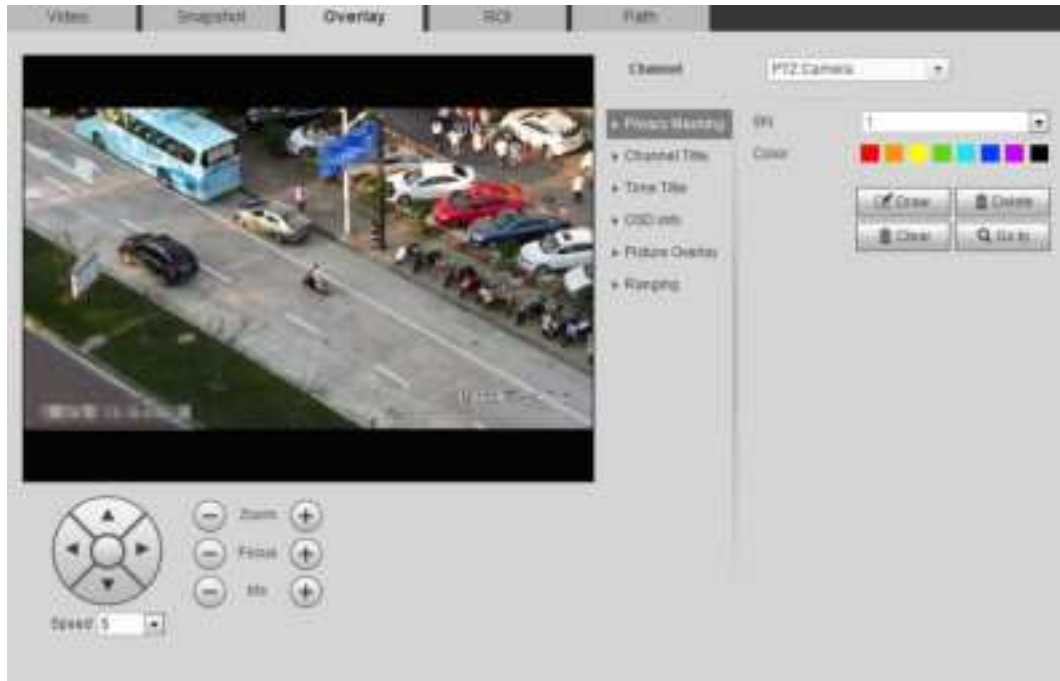 Video
Snapshot
Overlay
ROI
Path
Channel
PTZ Camera
Privacy Masking
Channel Title
Time Title
OSD Info
Picture Overlay
Ranging
SN
1
Color
Draw
Delete
Clear
Go to
Zoom
Focus
Iris
Speed
5